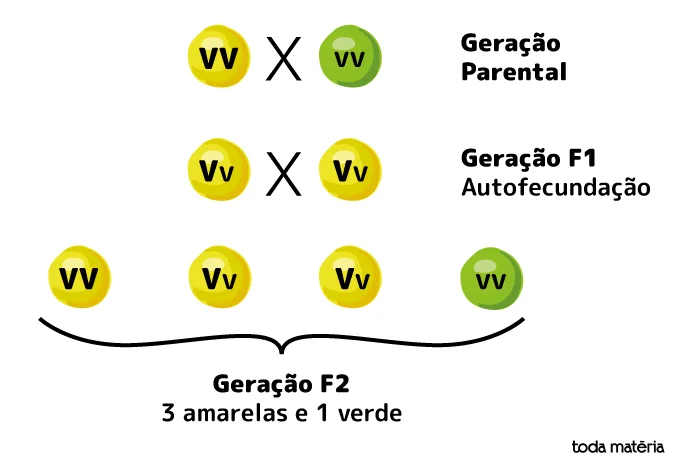 VV X vv Geração
Parental
Vv X Vv Geração F1
Autofecundação
VV Vv Vv vv
Geração F2
3 amarelas e 1 verde
toda matéria